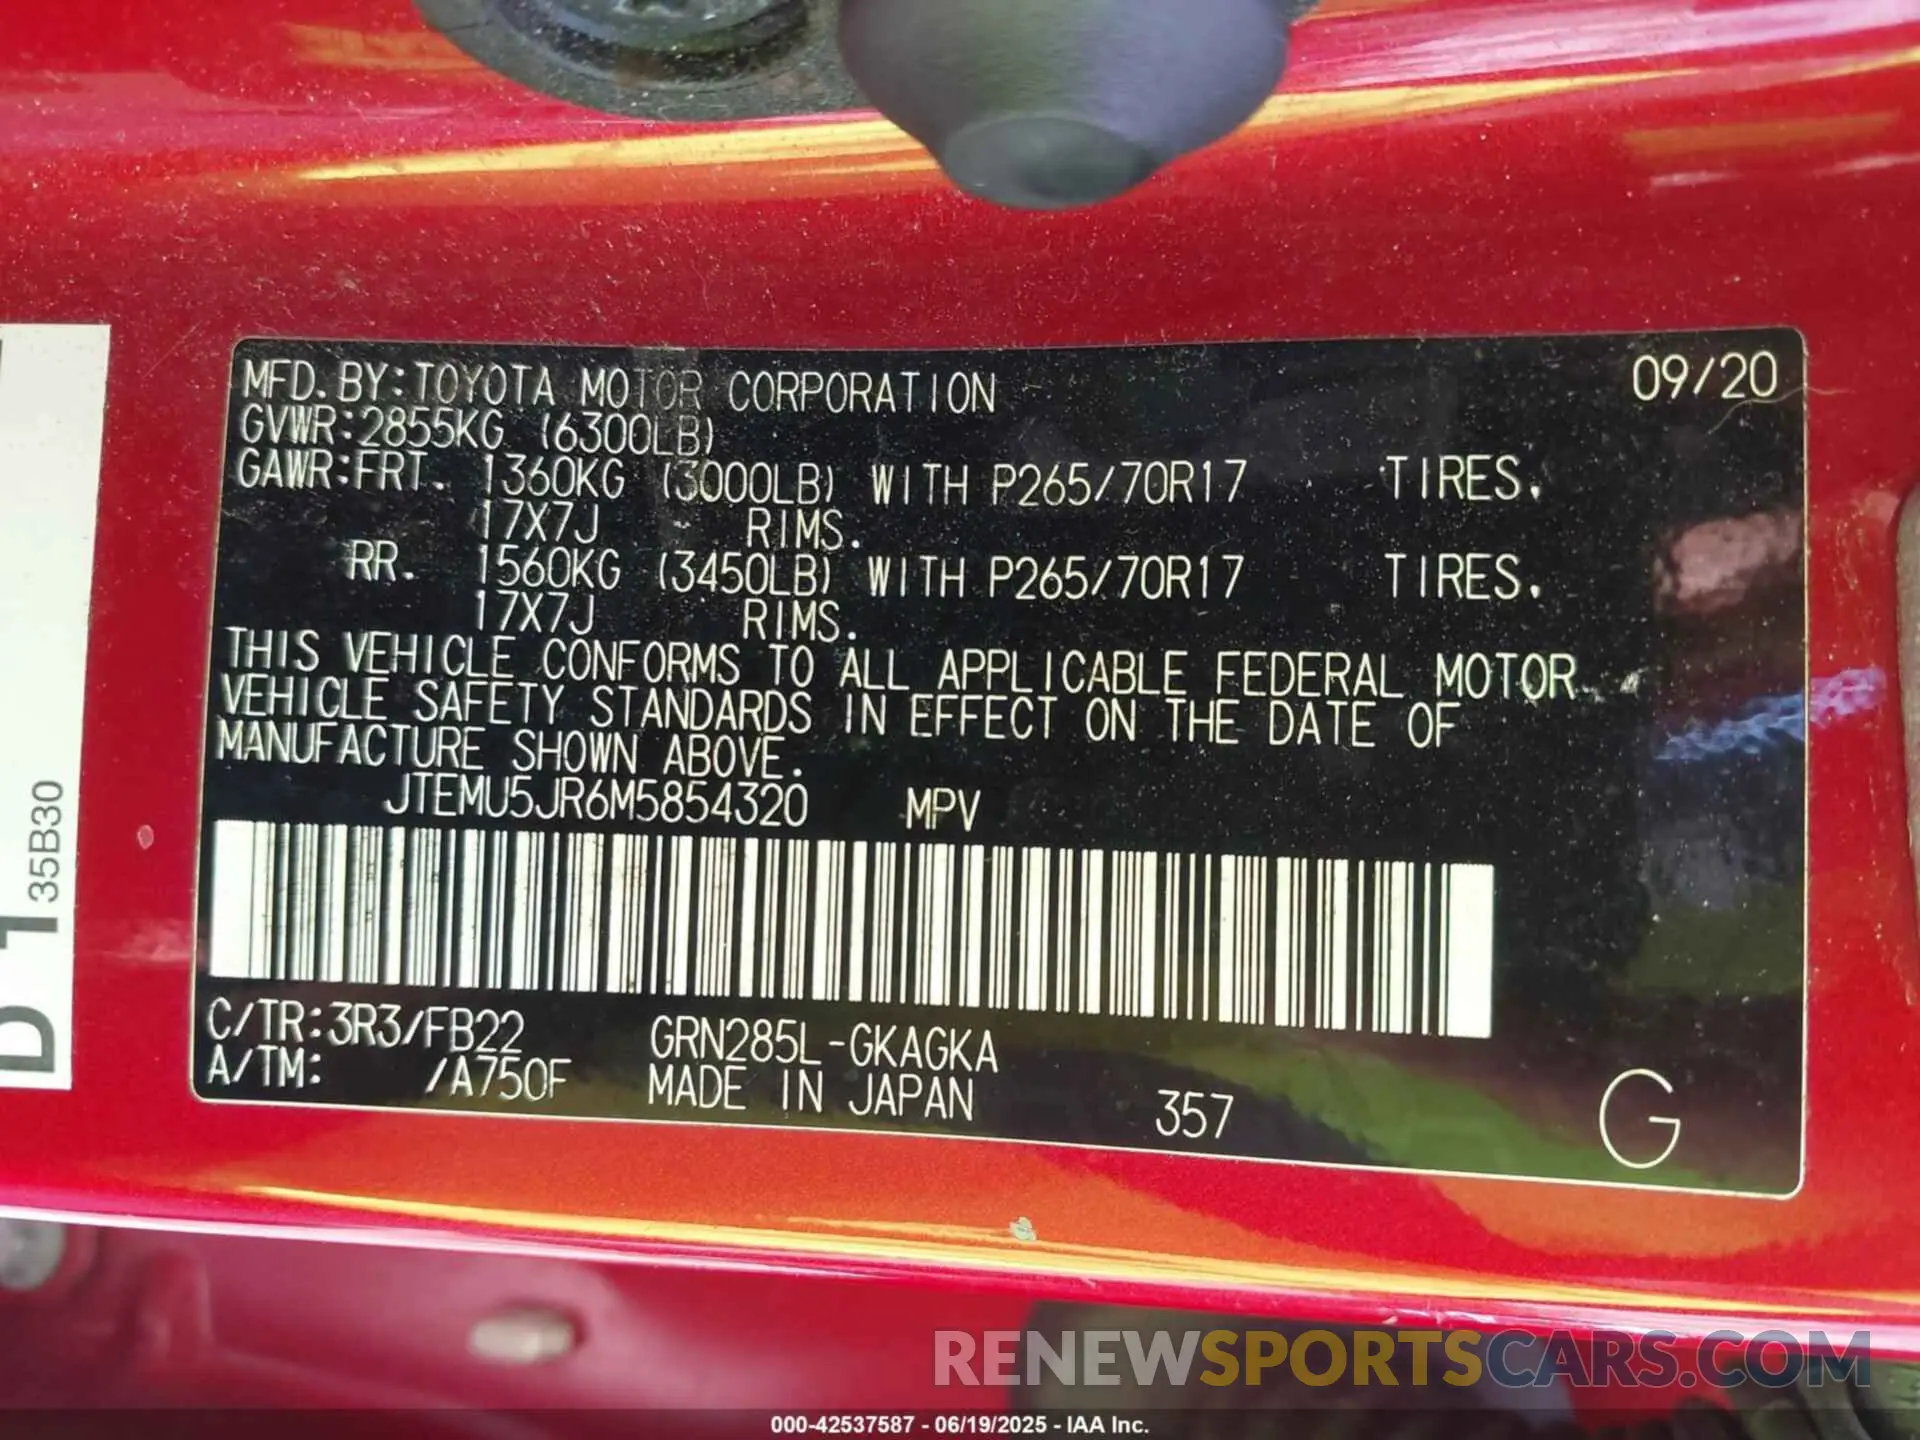 MFD. BY: TOYOTA MOTOR CORPORATION 09/20
GVWR: 2855KG (6300LB)
GAWR: FRT. 1360KG (3000LB) WITH P265/70R17 TIRES.
17X7J RIMS.
RR. 1560KG (3450LB) WITH P265/70R17 TIRES.
17X7J RIMS.
THIS VEHICLE CONFORMS TO ALL APPLICABLE FEDERAL MOTOR
VEHICLE SAFETY STANDARDS IN EFFECT ON THE DATE OF
MANUFACTURE SHOWN ABOVE.
JTEMU5JR6M5854320 MPV
C/TR: 3R3/FB22 GRN285L-GKAGKA
A/TM: /A750F MADE IN JAPAN 357 G
35B30
RENEWSPORTSCARS.COM
000-42537587 - 06/19/2025 - IAA Inc.